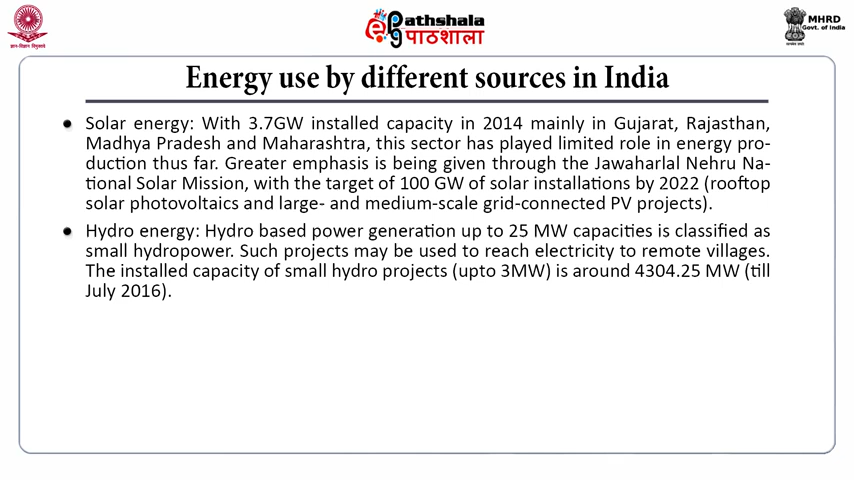 ePathshala
पाठशाला
MHRD
Govt. of India
Energy use by different sources in India
Solar energy: With 3.7GW installed capacity in 2014 mainly in Gujarat, Rajasthan,
Madhya Pradesh and Maharashtra, this sector has played limited role in energy pro-
duction thus far. Greater emphasis is being given through the Jawaharlal Nehru Na-
tional Solar Mission, with the target of 100 GW of solar installations by 2022 (rooftop
solar photovoltaics and large- and medium-scale grid-connected PV projects).
Hydro energy: Hydro based power generation up to 25 MW capacities is classified as
small hydropower. Such projects may be used to reach electricity to remote villages.
The installed capacity of small hydro projects (upto 3MW) is around 4304.25 MW (till
July 2016).